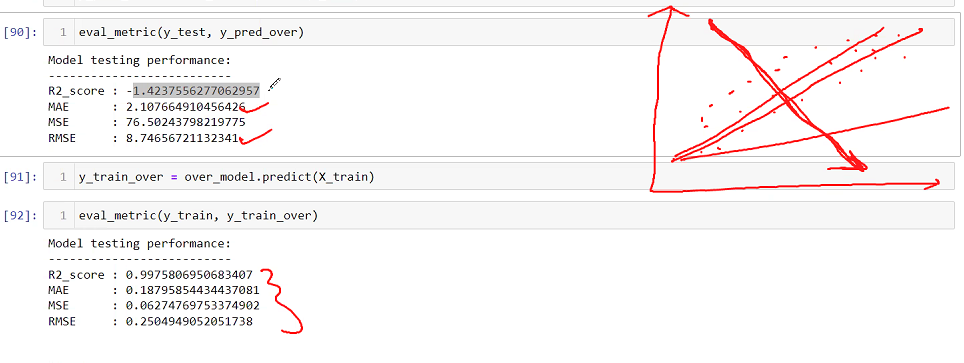 [90]: 1 eval_metric(y_test, y_pred_over)
Model testing performance:
--------------------------
R2_score : -1.4237556277062957
MAE : 2.107664910456426
MSE : 76.50243798219775
RMSE : 8.74656721132341
[91]: 1 y_train_over = over_model.predict(X_train)
[92]: 1 eval_metric(y_train, y_train_over)
Model testing performance:
--------------------------
R2_score : 0.9975806950683407
MAE : 0.18795854434437081
MSE : 0.06274769753374902
RMSE : 0.2504949052051738